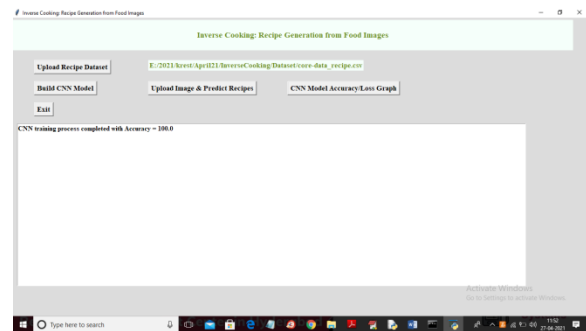 Inverse Cooking: Recipe Generation from Food Images
Inverse Cooking: Recipe Generation from Food Images
Upload Recipe Dataset
E:/2021/krest/April21/InverseCooking/Dataset/core-data_recipe.csv
Build CNN Model
Upload Image & Predict Recipes
CNN Model Accuracy/Loss Graph
Exit
CNN training process completed with Accuracy = 100.0
Activate Windows
Go to Settings to activate Windows.
Type here to search
11:52
27-04-2021